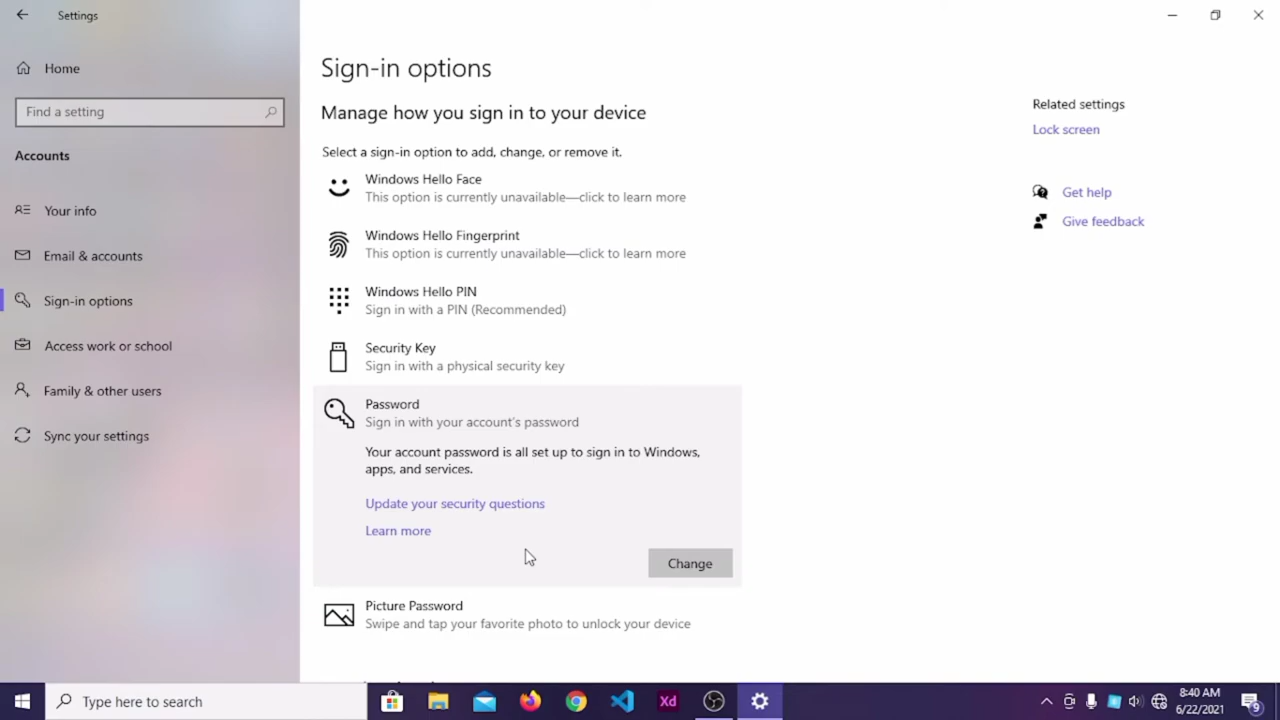 Settings
Home
Find a setting
Accounts
Your info
Email & accounts
Sign-in options
Access work or school
Family & other users
Sync your settings
Sign-in options
Manage how you sign in to your device
Select a sign-in option to add, change, or remove it.
Windows Hello Face
This option is currently unavailable—click to learn more
Windows Hello Fingerprint
This option is currently unavailable—click to learn more
Windows Hello PIN
Sign in with a PIN (Recommended)
Security Key
Sign in with a physical security key
Password
Sign in with your account's password
Your account password is all set up to sign in to Windows,
apps, and services.
Update your security questions
Learn more
Change
Picture Password
Swipe and tap your favorite photo to unlock your device
Related settings
Lock screen
Get help
Give feedback
Type here to search
Xd
8:40 AM
6/22/2021
9